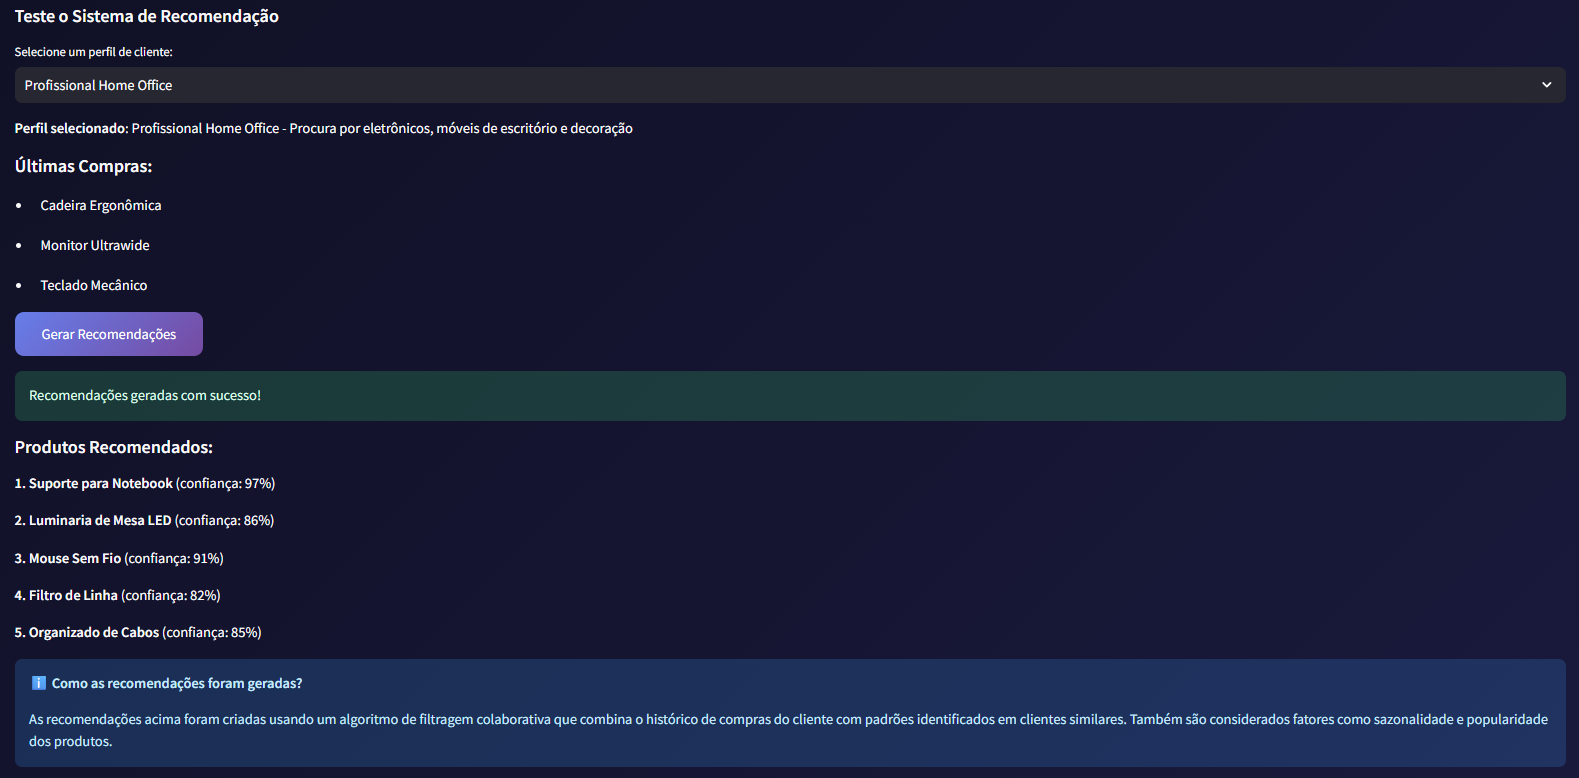 Teste o Sistema de Recomendação
Selecione um perfil de cliente:
Profissional Home Office
Perfil selecionado: Profissional Home Office - Procura por eletrônicos, móveis de escritório e decoração
Últimas Compras:
• Cadeira Ergonômica
• Monitor Ultrawide
• Teclado Mecânico
Gerar Recomendações
Recomendações geradas com sucesso!
Produtos Recomendados:
1. Suporte para Notebook (confiança: 97%)
2. Luminaria de Mesa LED (confiança: 86%)
3. Mouse Sem Fio (confiança: 91%)
4. Filtro de Linha (confiança: 82%)
5. Organizado de Cabos (confiança: 85%)
ℹ️ Como as recomendações foram geradas?
As recomendações acima foram criadas usando um algoritmo de filtragem colaborativa que combina o histórico de compras do cliente com padrões identificados em clientes similares. Também são considerados fatores como sazonalidade e popularidade
dos produtos.